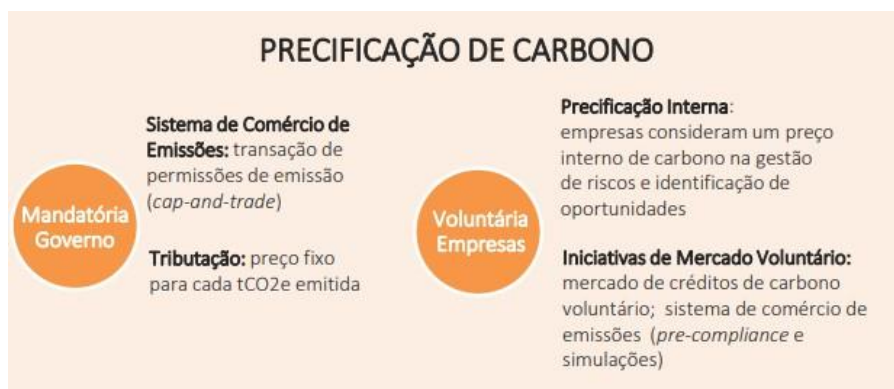 PRECIFICAÇÃO DE CARBONO
Mandatória
Governo
Sistema de Comércio de
Emissões: transação de
permissões de emissão
(cap-and-trade)
Tributação: preço fixo
para cada tCO2e emitida
Voluntária
Empresas
Precificação Interna:
empresas consideram um preço
interno de carbono na gestão
de riscos e identificação de
oportunidades
Iniciativas de Mercado Voluntário:
mercado de créditos de carbono
voluntário; sistema de comércio de
emissões (pre-compliance e
simulações)